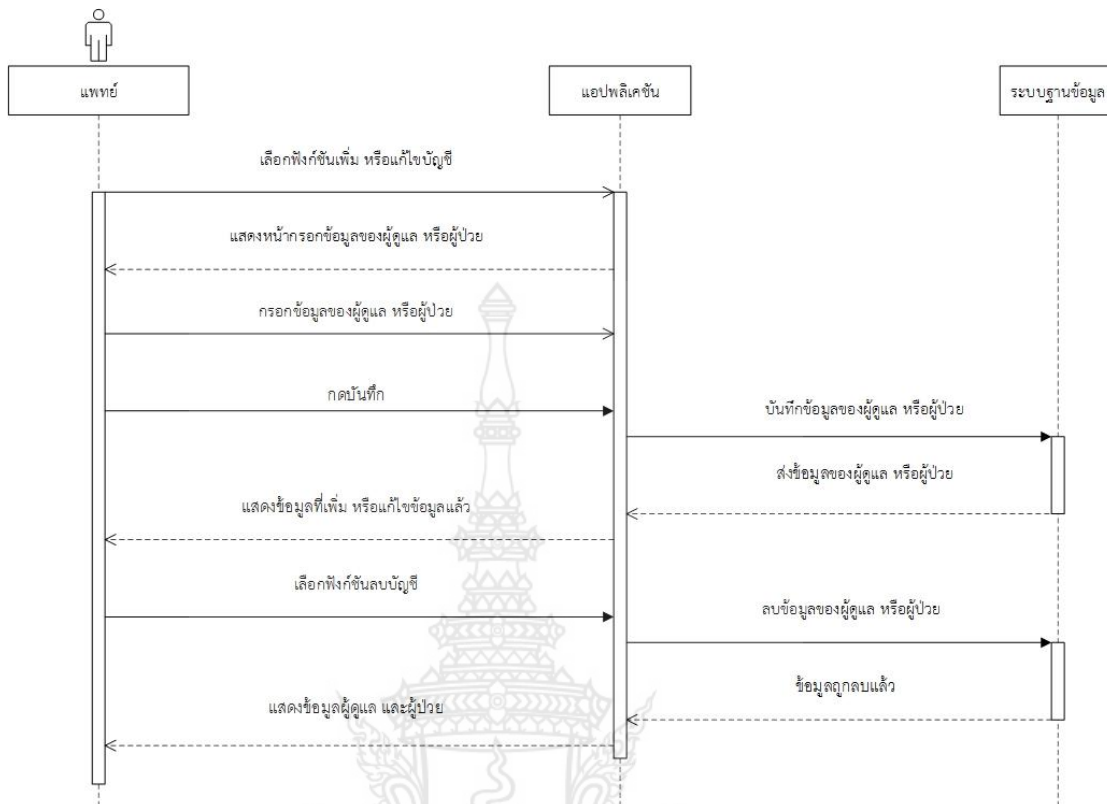 แพทย์
แอปพลิเคชัน
ระบบฐานข้อมูล
เลือกฟังก์ชันเพิ่ม หรือแก้ไขบัญชี
แสดงหน้ากรอกข้อมูลของผู้ดูแล หรือผู้ป่วย
กรอกข้อมูลของผู้ดูแล หรือผู้ป่วย
กดบันทึก
บันทึกข้อมูลของผู้ดูแล หรือผู้ป่วย
ส่งข้อมูลของผู้ดูแล หรือผู้ป่วย
แสดงข้อมูลที่เพิ่ม หรือแก้ไขข้อมูลแล้ว
เลือกฟังก์ชันลบบัญชี
ลบข้อมูลของผู้ดูแล หรือผู้ป่วย
ข้อมูลถูกลบแล้ว
แสดงข้อมูลผู้ดูแล และผู้ป่วย